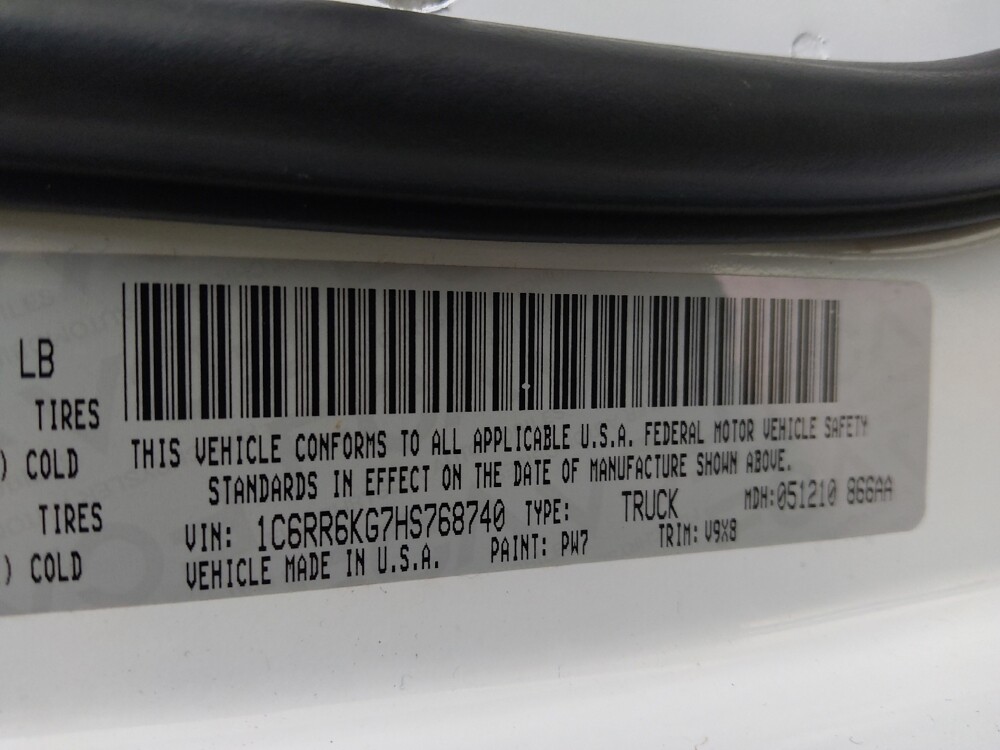 LB
TIRES
) COLD
TIRES
) COLD
THIS VEHICLE CONFORMS TO ALL APPLICABLE U.S.A. FEDERAL MOTOR VEHICLE SAFETY
STANDARDS IN EFFECT ON THE DATE OF MANUFACTURE SHOWN ABOVE.
VIN: 1C6RR6KG7HS768740 TYPE: TRUCK MDH:051210 866AA
VEHICLE MADE IN U.S.A. PAINT: PW7 TRIM: V9X8